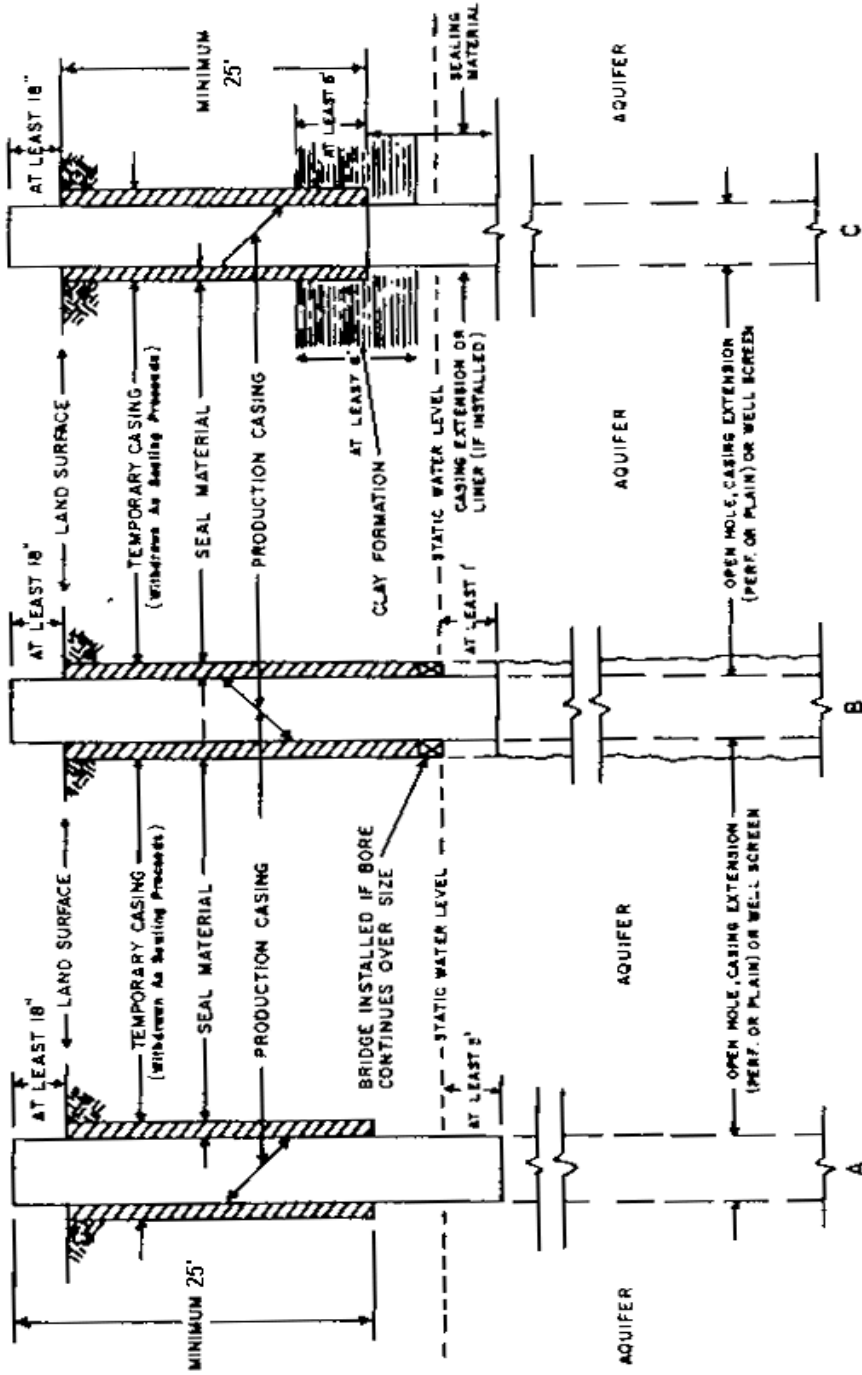 AT LEAST 18"
LAND SURFACE
TEMPORARY CASING
(Withdrawn As Sealing Proceeds)
SEAL MATERIAL
PRODUCTION CASING
MINIMUM 25'
BRIDGE INSTALLED IF BORE
CONTINUES OVER SIZE
STATIC WATER LEVEL
AT LEAST 5'
AQUIFER
AQUIFER
OPEN HOLE, CASING EXTENSION
(PERF. OR PLAIN) OR WELL SCREEN
A
AT LEAST 18"
LAND SURFACE
TEMPORARY CASING
(Withdrawn As Sealing Proceeds)
SEAL MATERIAL
PRODUCTION CASING
CLAY FORMATION
AT LEAST 6'
STATIC WATER LEVEL
AT LEAST 1'
CASING EXTENSION OR
LINER (IF INSTALLED)
AQUIFER
OPEN HOLE, CASING EXTENSION
(PERF. OR PLAIN) OR WELL SCREEN
B
AT LEAST 18"
MINIMUM
25'
AT LEAST 5'
SEALING
MATERIAL
AQUIFER
C